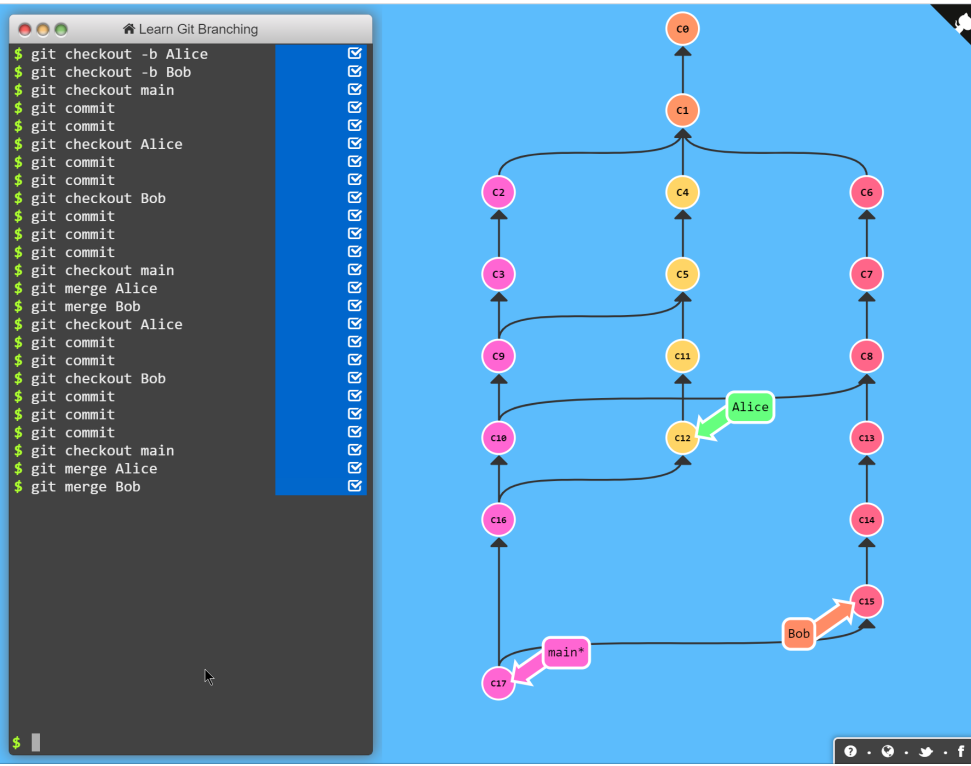 Learn Git Branching
$ git checkout -b Alice
$ git checkout -b Bob
$ git checkout main
$ git commit
$ git commit
$ git checkout Alice
$ git commit
$ git commit
$ git checkout Bob
$ git commit
$ git commit
$ git commit
$ git checkout main
$ git merge Alice
$ git merge Bob
$ git checkout Alice
$ git commit
$ git commit
$ git checkout Bob
$ git commit
$ git commit
$ git commit
$ git checkout main
$ git merge Alice
$ git merge Bob
$
C0
C1
C2 C4 C6
C3 C5 C7
C9 C11 C8
Alice
C10 C12 C13
C16 C14
C15
Bob
main*
C17